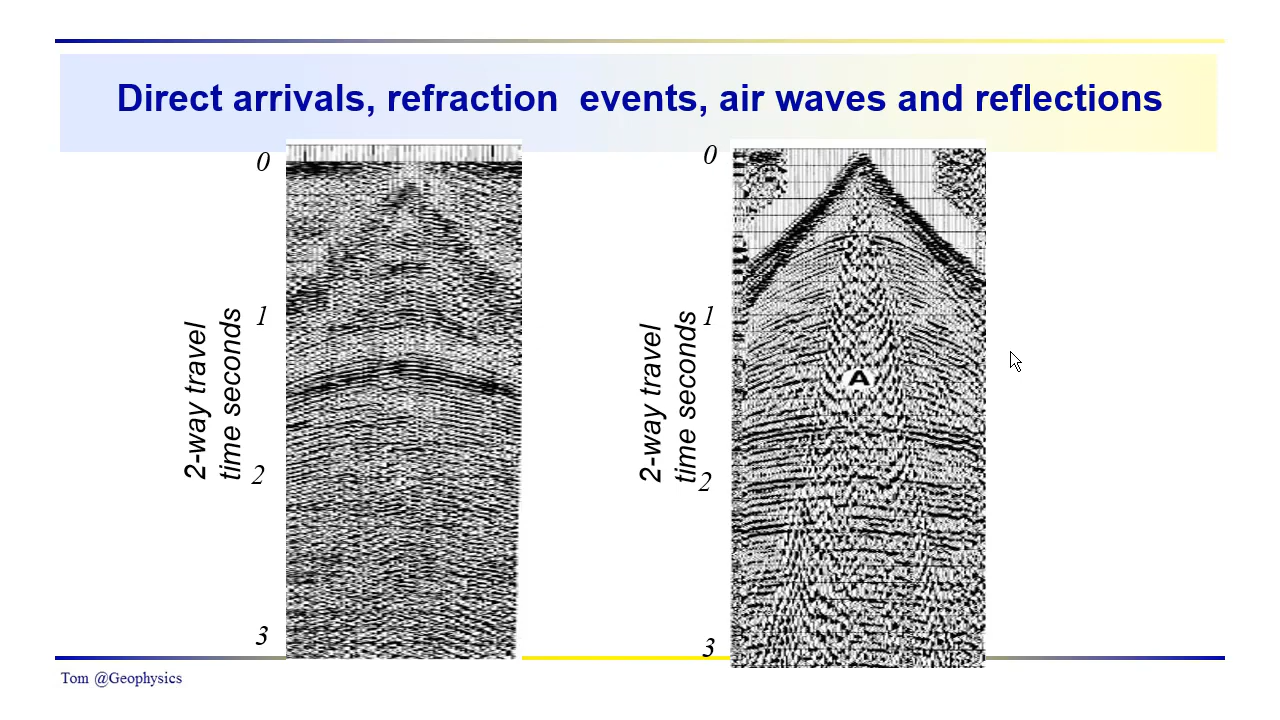 Direct arrivals, refraction  events, air waves and reflections
0
1
2
3
2-way travel
time seconds
0
1
2
3
2-way travel
time seconds
A
Tom @Geophysics